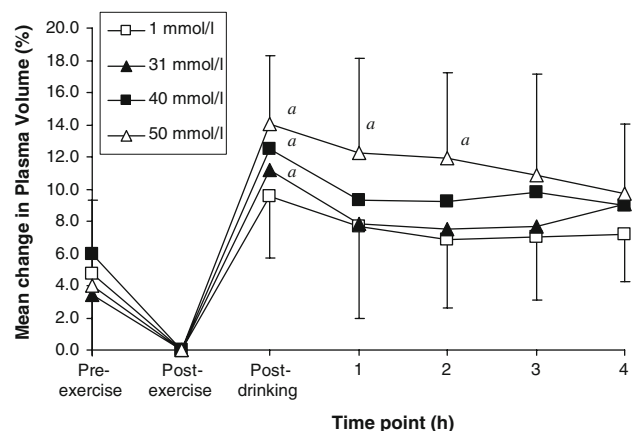 Mean change in Plasma Volume (%)
20.0
18.0
16.0
14.0
12.0
10.0
8.0
6.0
4.0
2.0
0.0
1 mmol/l
31 mmol/l
40 mmol/l
50 mmol/l
a
a
a
a
a
Pre-
exercise
Post-
exercise
Post-
drinking
1
2
3
4
Time point (h)